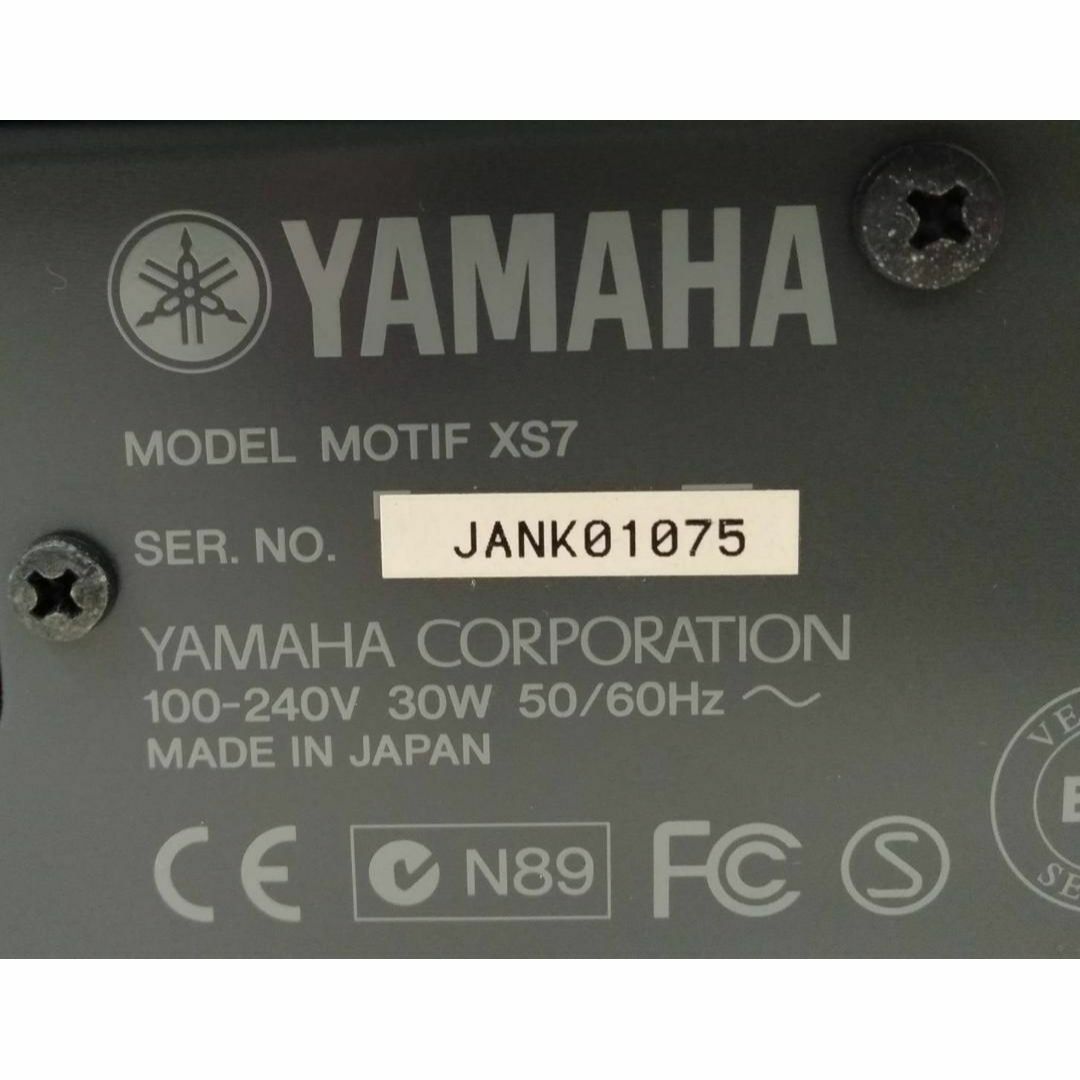 YAMAHA
MODEL MOTIF XS7
SER. NO. JANK01075
YAMAHA CORPORATION
100-240V 30W 50/60Hz
MADE IN JAPAN
CE N89 FC S